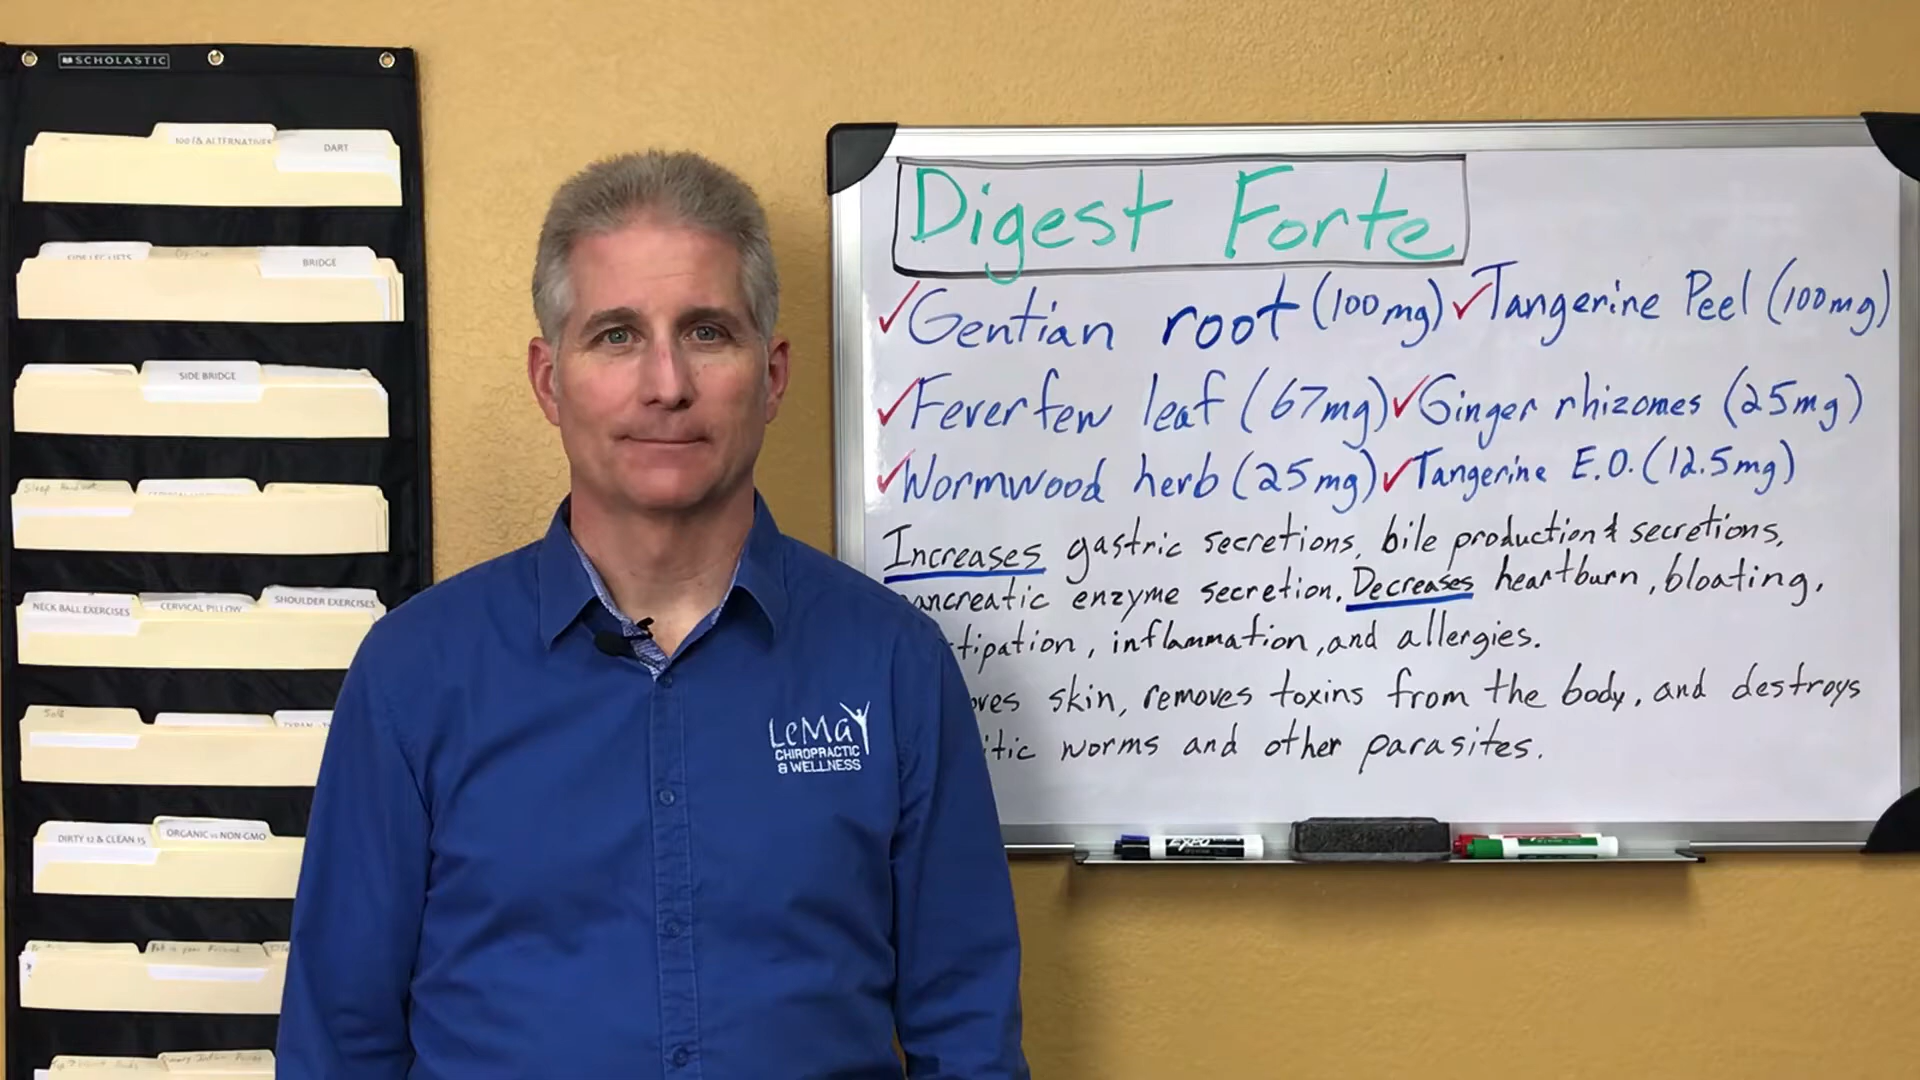 SCHOLASTIC
DART
BRIDGE
SIDE BRIDGE
NECK BALL EXERCISES
CERVICAL PILLOW
SHOULDER EXERCISES
DIRTY 12 & CLEAN 15
ORGANIC vs NON-GMO
LeMay
CHIROPRACTIC
& WELLNESS
Digest Forte
✓Gentian root (100mg) ✓Tangerine Peel (100mg)
✓Feverfew leaf (67mg) ✓Ginger rhizomes (25mg)
✓Wormwood herb (25mg) ✓Tangerine E.O. (12.5mg)
Increases gastric secretions, bile production & secretions,
ancreatic enzyme secretion. Decreases heartburn, bloating,
tipation, inflammation, and allergies.
oves skin, removes toxins from the body, and destroys
itic worms and other parasites.
EXPO